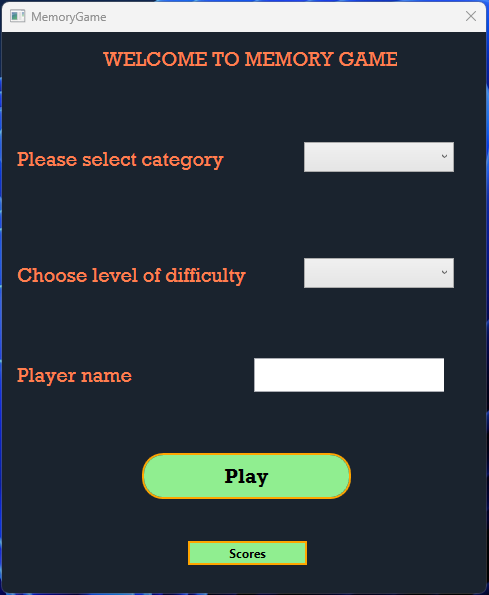 MemoryGame
WELCOME TO MEMORY GAME
Please select category
Choose level of difficulty
Player name
Play
Scores